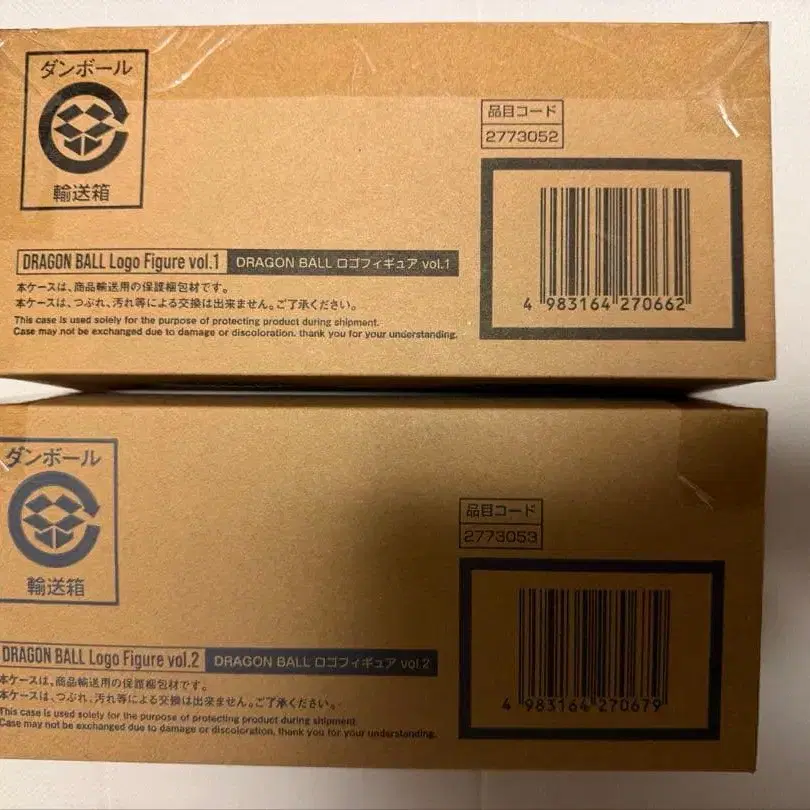 ダンボール
輸送箱
品目コード
2773052
DRAGON BALL Logo Figure vol.1 DRAGON BALL ロゴフィギュア vol.1
本ケースは、商品輸送用の保護梱包材です。
本ケースは、つぶれ、汚れ等による交換は出来ません。ご了承ください。
This case is used solely for the purpose of protecting product during shipment.
Case may not be exchanged due to damage or discoloration. thank you for your understanding.
4 983164 270662
ダンボール
輸送箱
品目コード
2773053
DRAGON BALL Logo Figure vol.2 DRAGON BALL ロゴフィギュア vol.2
本ケースは、商品輸送用の保護梱包材です。
本ケースは、つぶれ、汚れ等による交換は出来ません。ご了承ください。
This case is used solely for the purpose of protecting product during shipment.
Case may not be exchanged due to damage or discoloration, thank you for your understanding.
4 983164 270679